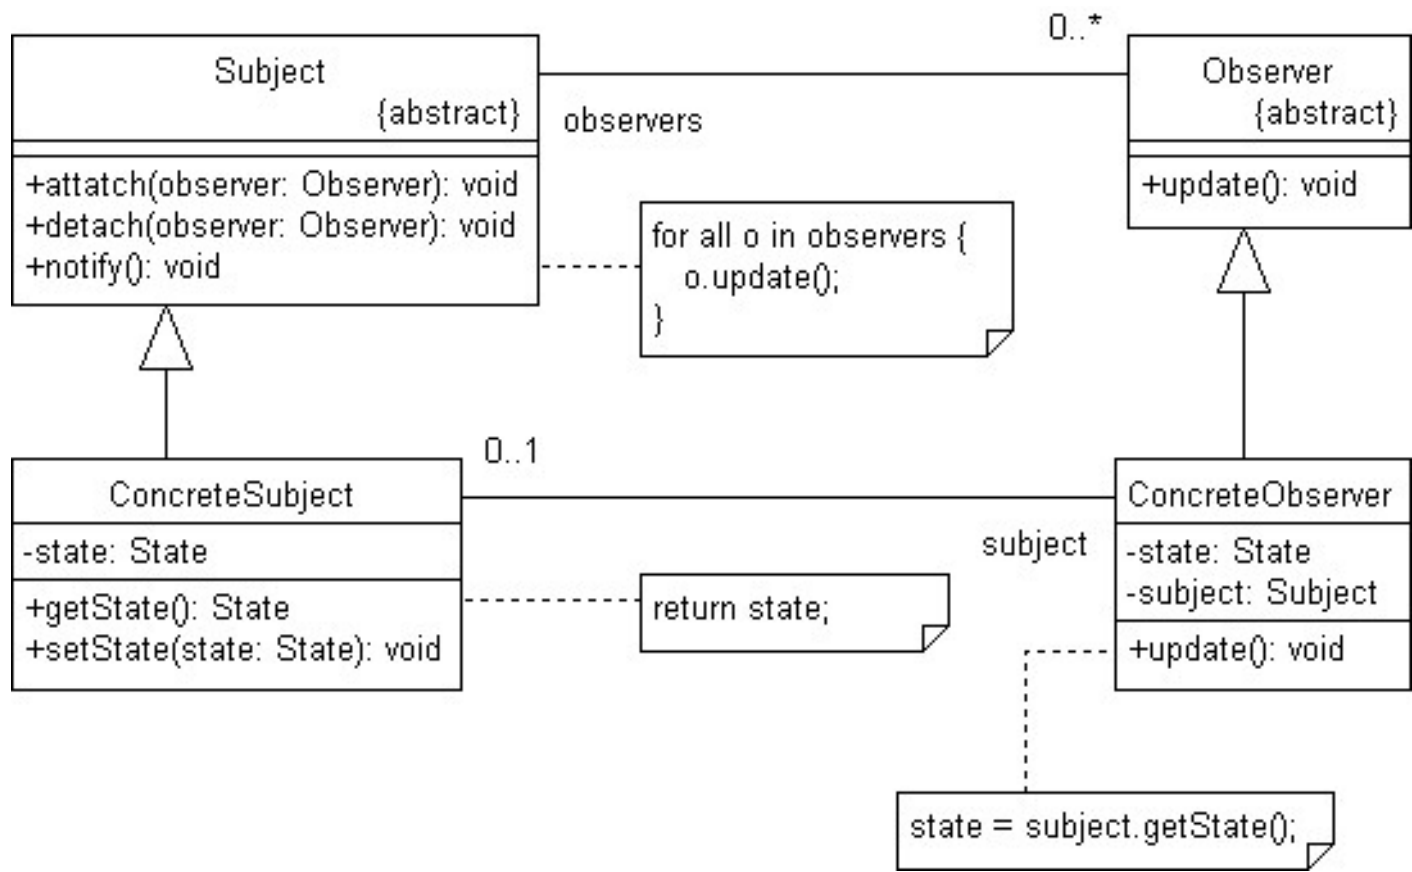 Subject
{abstract}
+attatch(observer: Observer): void
+detach(observer: Observer): void
+notify(): void
observers
0..*
Observer
{abstract}
+update(): void
for all o in observers {
o.update();
}
ConcreteSubject
-state: State
+getState(): State
+setState(state: State): void
0..1
subject
return state;
ConcreteObserver
-state: State
-subject: Subject
+update(): void
state = subject.getState();